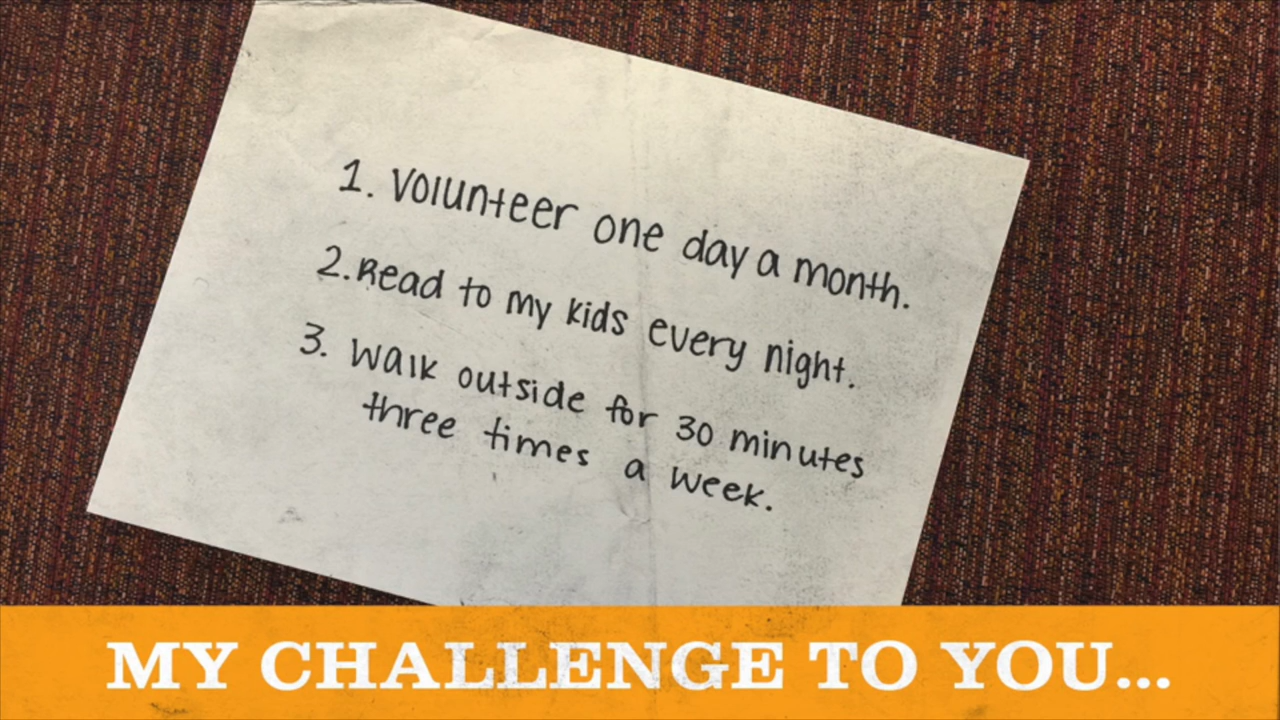 1. Volunteer one day a month.
2. Read to my kids every night.
3. Walk outside for 30 minutes
three times a week.
MY CHALLENGE TO YOU...